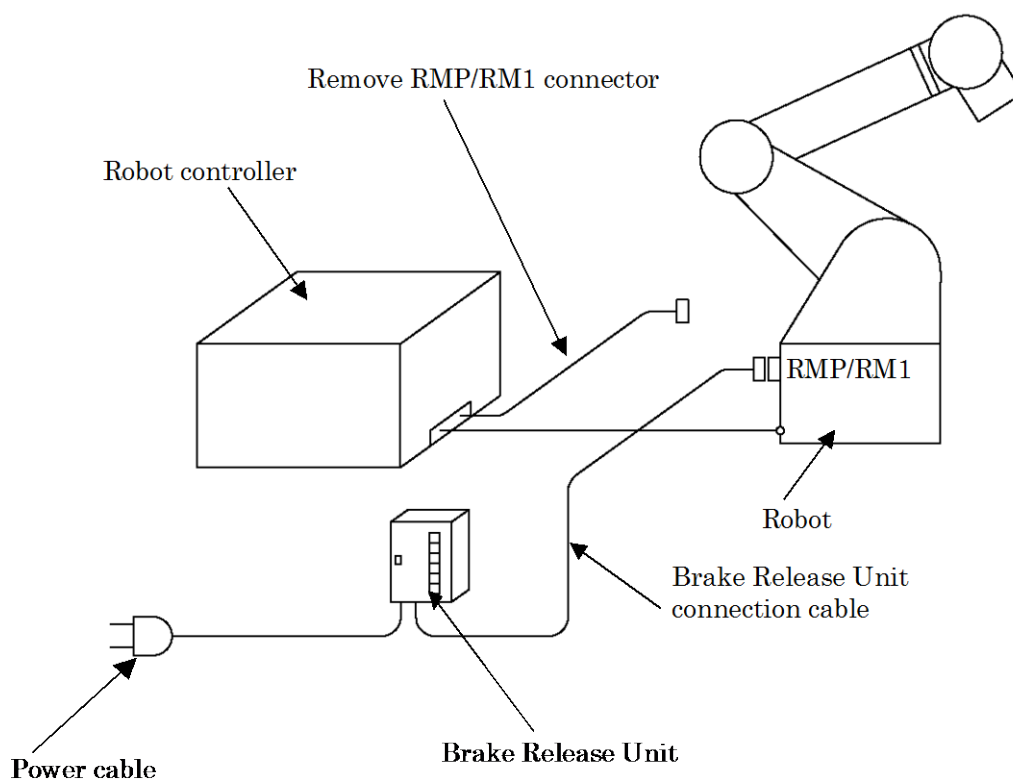 Remove RMP/RM1 connector
Robot controller
RMP/RM1
Robot
Brake Release Unit
connection cable
Brake Release Unit
Power cable